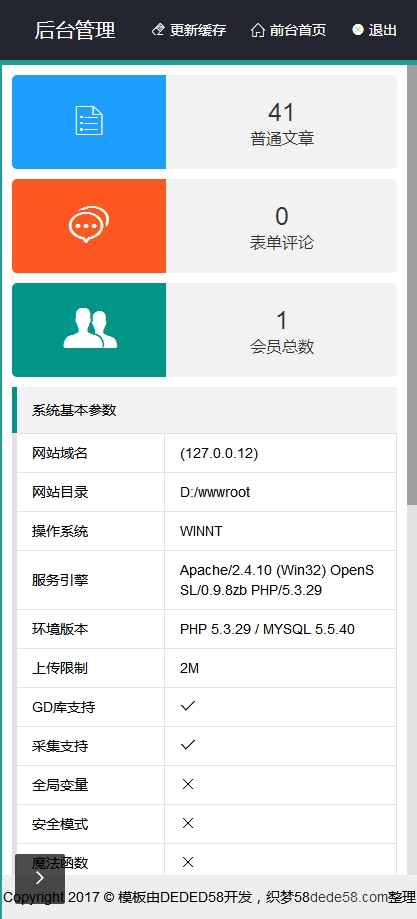 后台管理 更新缓存 前台首页 退出
41
普通文章
0
表单评论
1
会员总数
系统基本参数
网站域名 (127.0.0.12)
网站目录 D:/wwwroot
操作系统 WINNT
服务引擎 Apache/2.4.10 (Win32) OpenS
SL/0.9.8zb PHP/5.3.29
环境版本 PHP 5.3.29 / MYSQL 5.5.40
上传限制 2M
GD库支持
采集支持
全局变量
安全模式
魔法函数
Copyright 2017 © 模板由DEDED58开发，织梦58dede58.com整理